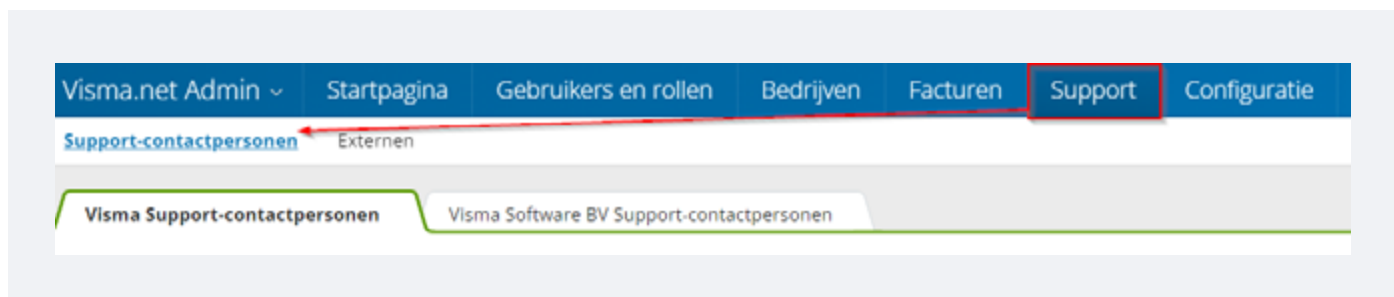 Visma.net Admin Startpagina Gebruikers en rollen Bedrijven Facturen Support Configuratie
Support-contactpersonen Externen
Visma Support-contactpersonen Visma Software BV Support-contactpersonen